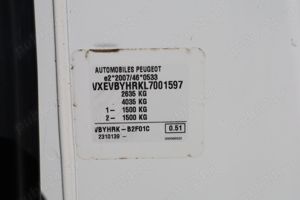 AUTOMOBILES PEUGEOT
e2*2007/46*0533
VXEVBYHRKL7001597
2635 KG
4035 KG
1- 1500 KG
2- 1500 KG
VBYHRK-B2F01C 0.51
2310139 -